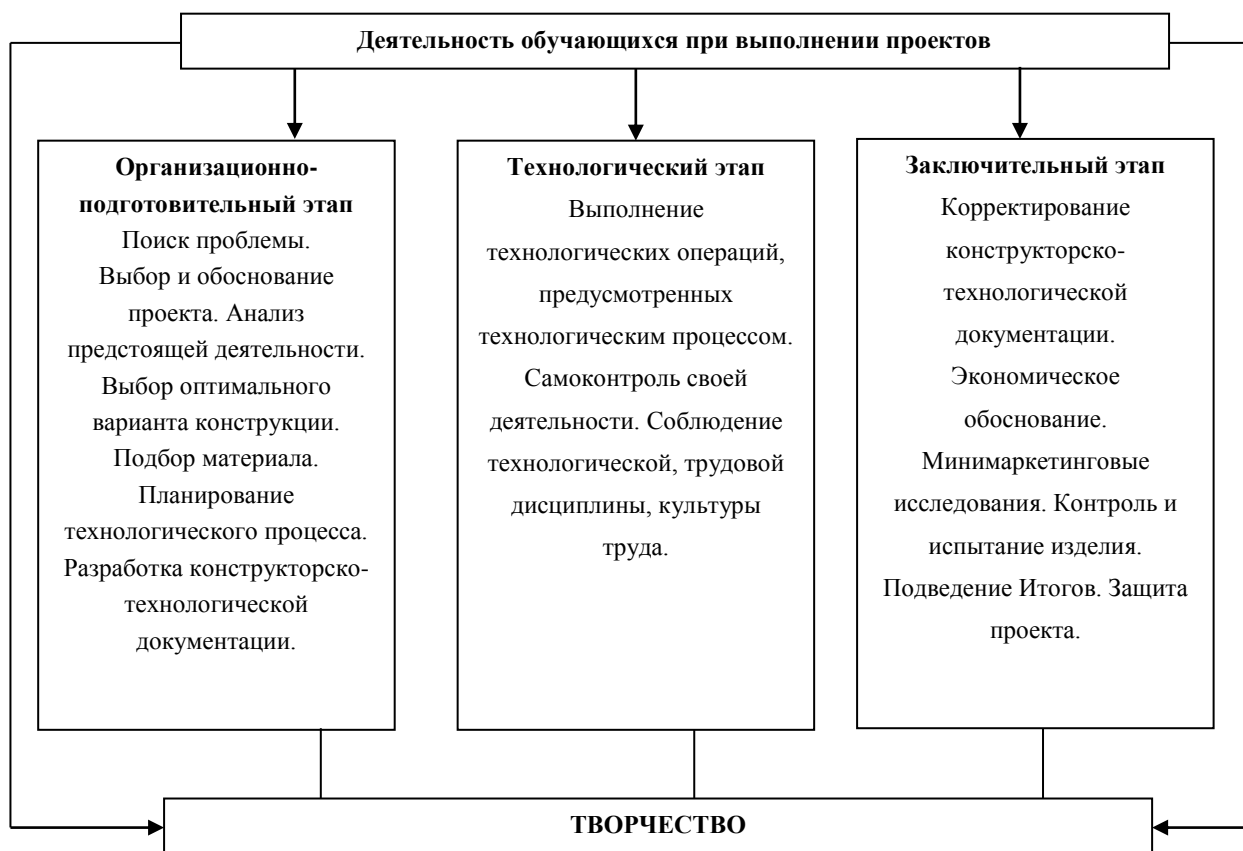 Деятельность обучающихся при выполнении проектов
Организационно-
подготовительный этап
Поиск проблемы.
Выбор и обоснование
проекта. Анализ
предстоящей деятельности.
Выбор оптимального
варианта конструкции.
Подбор материала.
Планирование
технологического процесса.
Разработка конструкторско-
технологической
документации.
Технологический этап
Выполнение
технологических операций,
предусмотренных
технологическим процессом.
Самоконтроль своей
деятельности. Соблюдение
технологической, трудовой
дисциплины, культуры
труда.
Заключительный этап
Корректирование
конструкторско-
технологической
документации.
Экономическое
обоснование.
Минимаркетинговые
исследования. Контроль и
испытание изделия.
Подведение Итогов. Защита
проекта.
ТВОРЧЕСТВО